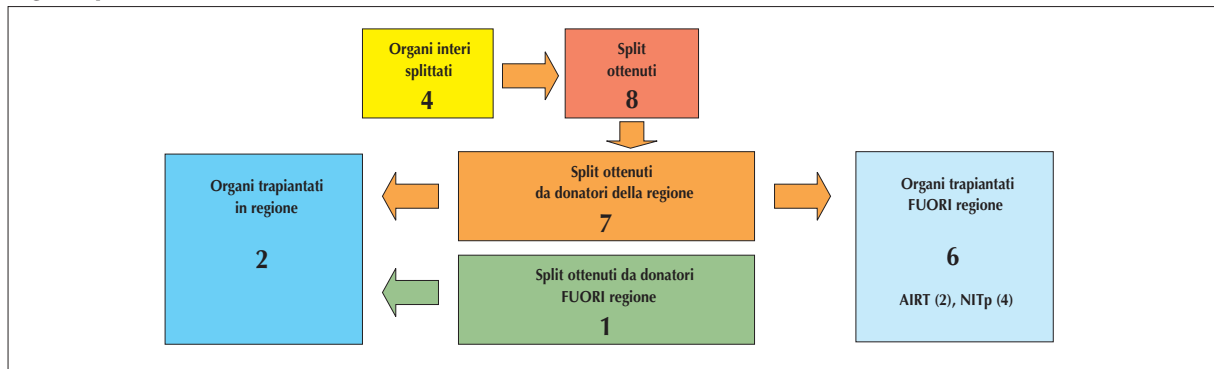 Organi interi
splittati
4
Split
ottenuti
8
Organi trapiantati
in regione
2
Split ottenuti
da donatori della regione
7
Split ottenuti da donatori
FUORI regione
1
Organi trapiantati
FUORI regione
6
AIRT (2), NITp (4)